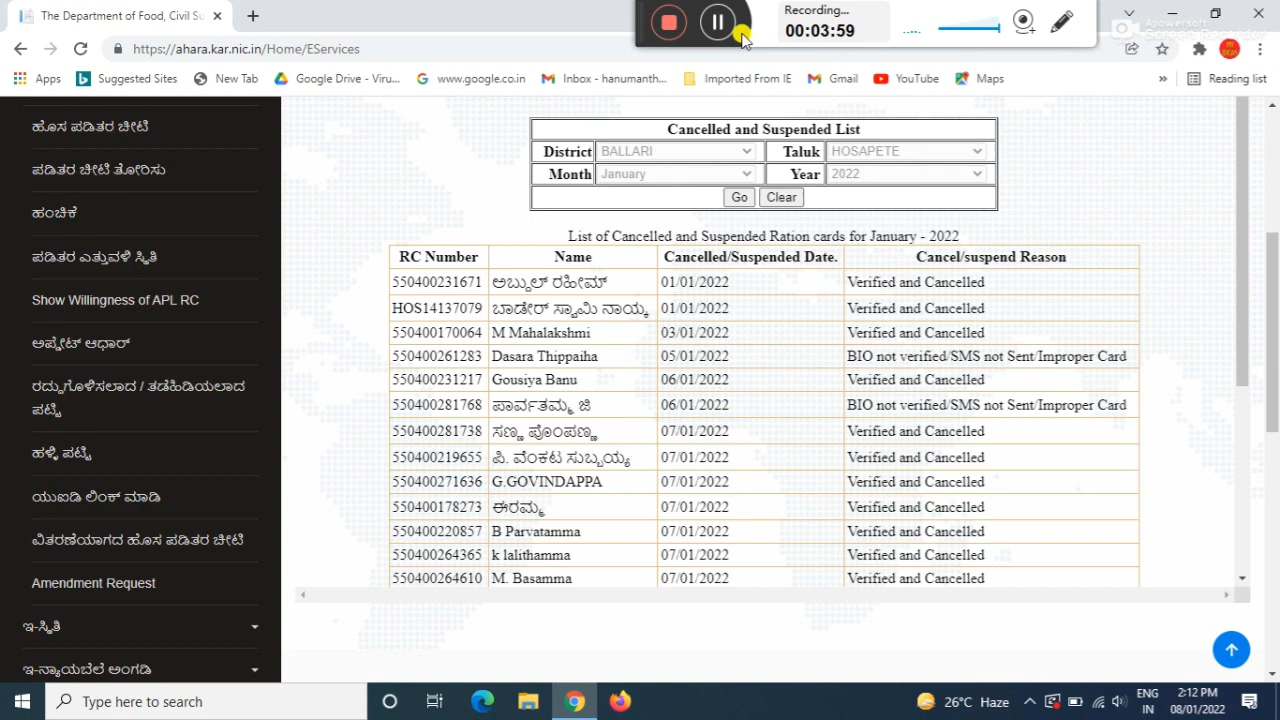 The Department of Food, Civil Su
Recording...
00:03:59
Apowersoft
Screen Recorder
https://ahara.kar.nic.in/Home/EServices
Apps Suggested Sites New Tab Google Drive - Viru... www.google.co.in Inbox - hanumanth... Imported From IE Gmail YouTube Maps » Reading list
ಹೊಸ ಪಡಿತರ ಚೀಟಿ
ಪಡಿತರ ಚೀಟಿ ತೋರಿಸು
ಹಂಚಿಕೆ
ಪಡಿತರ ಎತ್ತುವಳಿ ಸ್ಥಿತಿ
Show Willingness of APL RC
ಅಪ್ಡೇಟ್ ಆಧಾರ್
ರದ್ದುಗೊಳಿಸಲಾದ / ತಡೆಹಿಡಿಯಲಾದ
ಪಟ್ಟಿ
ಹಳ್ಳಿ ಪಟ್ಟಿ
ಯುಐಡಿ ಲಿಂಕ್ ಮಾಡಿ
ವಿತರಣೆಯಾಗದ ಹೊಸ ಪಡಿತರ ಚೀಟಿ
Amendment Request
ಇ-ಸ್ಥಿತಿ
ಇ-ನ್ಯಾಯಬೆಲೆ ಅಂಗಡಿ
Cancelled and Suspended List
District BALLARI Taluk HOSAPETE
Month January Year 2022
Go Clear
List of Cancelled and Suspended Ration cards for January - 2022
RC Number Name Cancelled/Suspended Date. Cancel/suspend Reason
550400231671 ಅಬ್ದುಲ್ ರಹೀಮ್ 01/01/2022 Verified and Cancelled
HOS14137079 ಬಾಡೇರ್ ಸ್ವಾಮಿ ನಾಯ್ಕ 01/01/2022 Verified and Cancelled
550400170064 M Mahalakshmi 03/01/2022 Verified and Cancelled
550400261283 Dasara Thippaiha 05/01/2022 BIO not verified/SMS not Sent/Improper Card
550400231217 Gousiya Banu 06/01/2022 Verified and Cancelled
550400281768 ಪಾರ್ವತಮ್ಮ ಜಿ 06/01/2022 BIO not verified/SMS not Sent/Improper Card
550400281738 ಸಣ್ಣ ಪೊಂಪಣ್ಣ 07/01/2022 Verified and Cancelled
550400219655 ಪಿ. ವೆಂಕಟ ಸುಬ್ಬಯ್ಯ 07/01/2022 Verified and Cancelled
550400271636 G.GOVINDAPPA 07/01/2022 Verified and Cancelled
550400178273 ಈರಮ್ಮ 07/01/2022 Verified and Cancelled
550400220857 B Parvatamma 07/01/2022 Verified and Cancelled
550400264365 k lalithamma 07/01/2022 Verified and Cancelled
550400264610 M. Basamma 07/01/2022 Verified and Cancelled
Type here to search
26°C Haze
ENG
IN
2:12 PM
08/01/2022